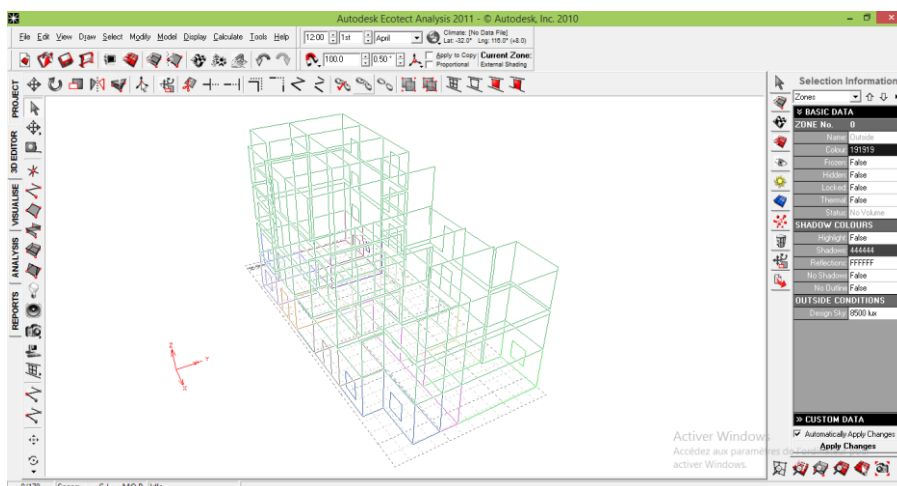 Autodesk Ecotect Analysis 2011 - © Autodesk, Inc. 2010
File Edit View Draw Select Modify Model Display Calculate Tools Help
12:00 1st April
Climate: [No Data File]
Lat: -32.0° Lng: 116.0° (+8.0)
100.0 0.50 °
Apply to Copy
Proportional
Current Zone:
External Shading
PROJECT
3D EDITOR
VISUALISE
ANALYSIS
REPORTS
Z
Y
X
Selection Information
Zones
BASIC DATA
ZONE No. 0
Name Outside
Colour 191919
Frozen False
Hidden False
Locked False
Thermal False
Status No Volume
SHADOW COLOURS
Highlight False
Shadows 444444
Reflections FFFFFF
No Shadows False
No Outline False
OUTSIDE CONDITIONS
Design Sky 8500 lux
>> CUSTOM DATA
Automatically Apply Changes
Apply Changes
Activer Windows
Accédez aux paramètres de l'ordinateur pour
activer Windows.